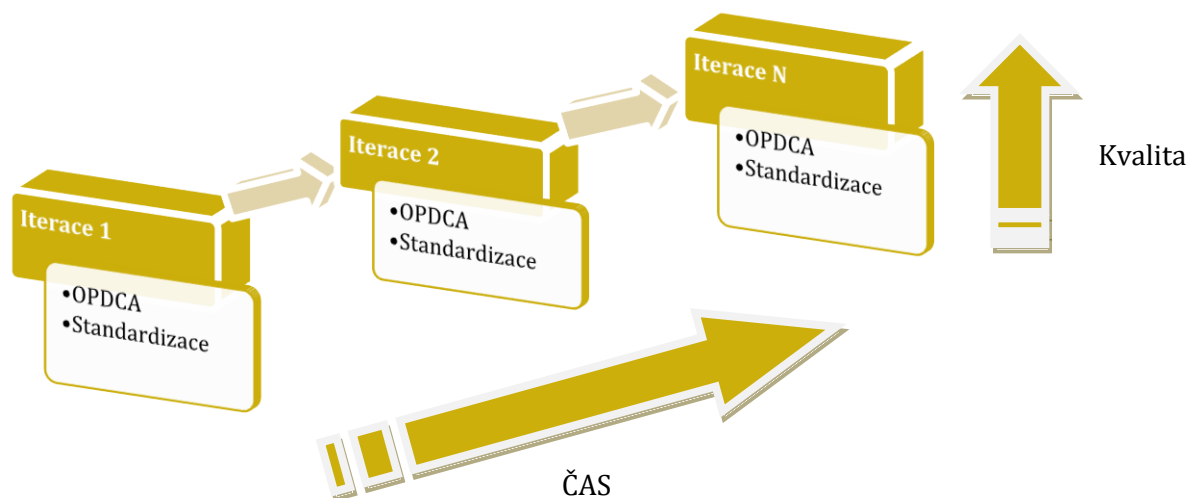 Iterace 1
•OPDCA
•Standardizace
Iterace 2
•OPDCA
•Standardizace
Iterace N
•OPDCA
•Standardizace
Kvalita
ČAS